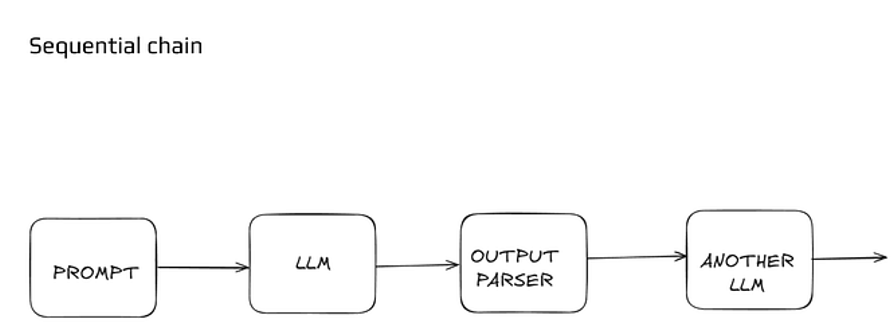 Sequential chain
PROMPT
LLM
OUTPUT
PARSER
ANOTHER
LLM